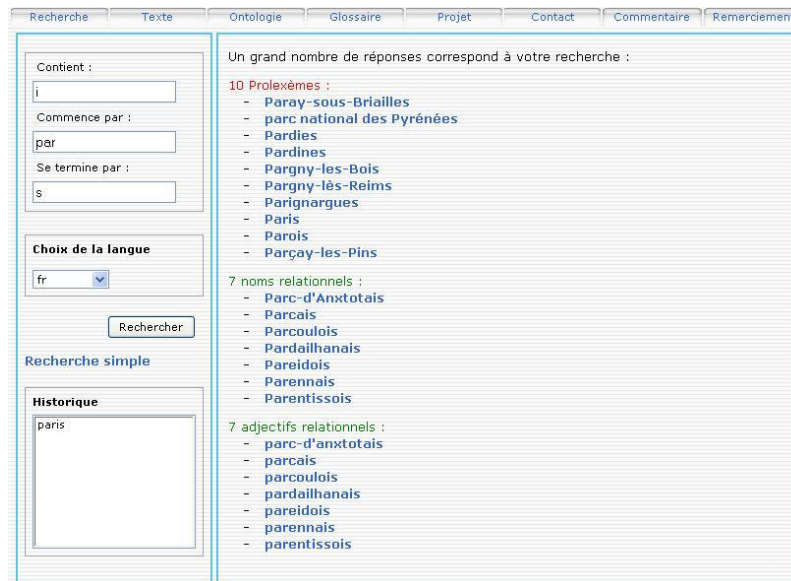 Recherche Texte Ontologie Glossaire Projet Contact Commentaire Remerciement
Contient :
i
Commence par :
par
Se termine par :
s
Choix de la langue
fr
Rechercher
Recherche simple
Historique
paris
Un grand nombre de réponses correspond à votre recherche :
10 Prolexèmes :
- Paray-sous-Briailles
- parc national des Pyrénées
- Pardies
- Pardines
- Pargny-les-Bois
- Pargny-lès-Reims
- Parignargues
- Paris
- Parois
- Parçay-les-Pins
7 noms relationnels :
- Parc-d'Anxtotais
- Parcais
- Parcoulois
- Pardailhanais
- Pareidois
- Parennais
- Parentissois
7 adjectifs relationnels :
- parc-d'anxtotais
- parcais
- parcoulois
- pardailhanais
- pareidois
- parennais
- parentissois